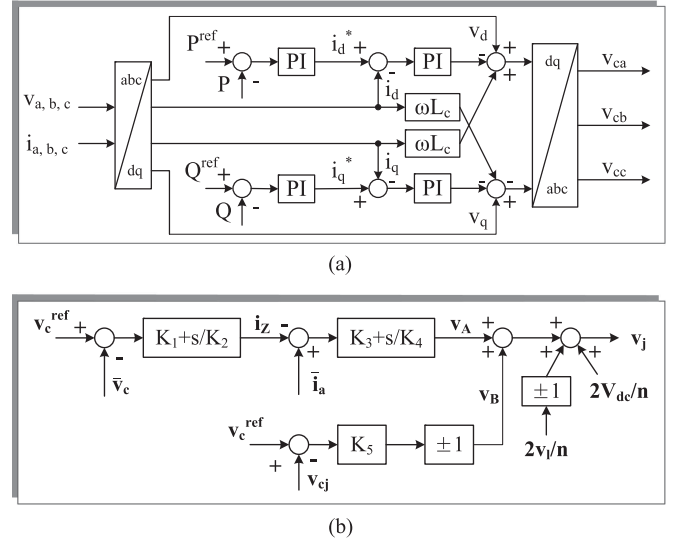 P^ref + PI i_d^* + PI v_d
P - - i_d - + +
abc dq
v_a, b, c
i_a, b, c
ωL_c
ωL_c
dq abc
v_ca
v_cb
v_cc
Q^ref + PI i_q^* - i_q PI - - +
Q - + v_q
(a)
v_c^ref + K_1+s/K_2 i_Z - K_3+s/K_4 v_A + + v_j
- v̄_c + ī_a + + +
v_B ±1 2V_dc/n
v_c^ref K_5 ±1 2v_l/n
+ - v_cj
(b)